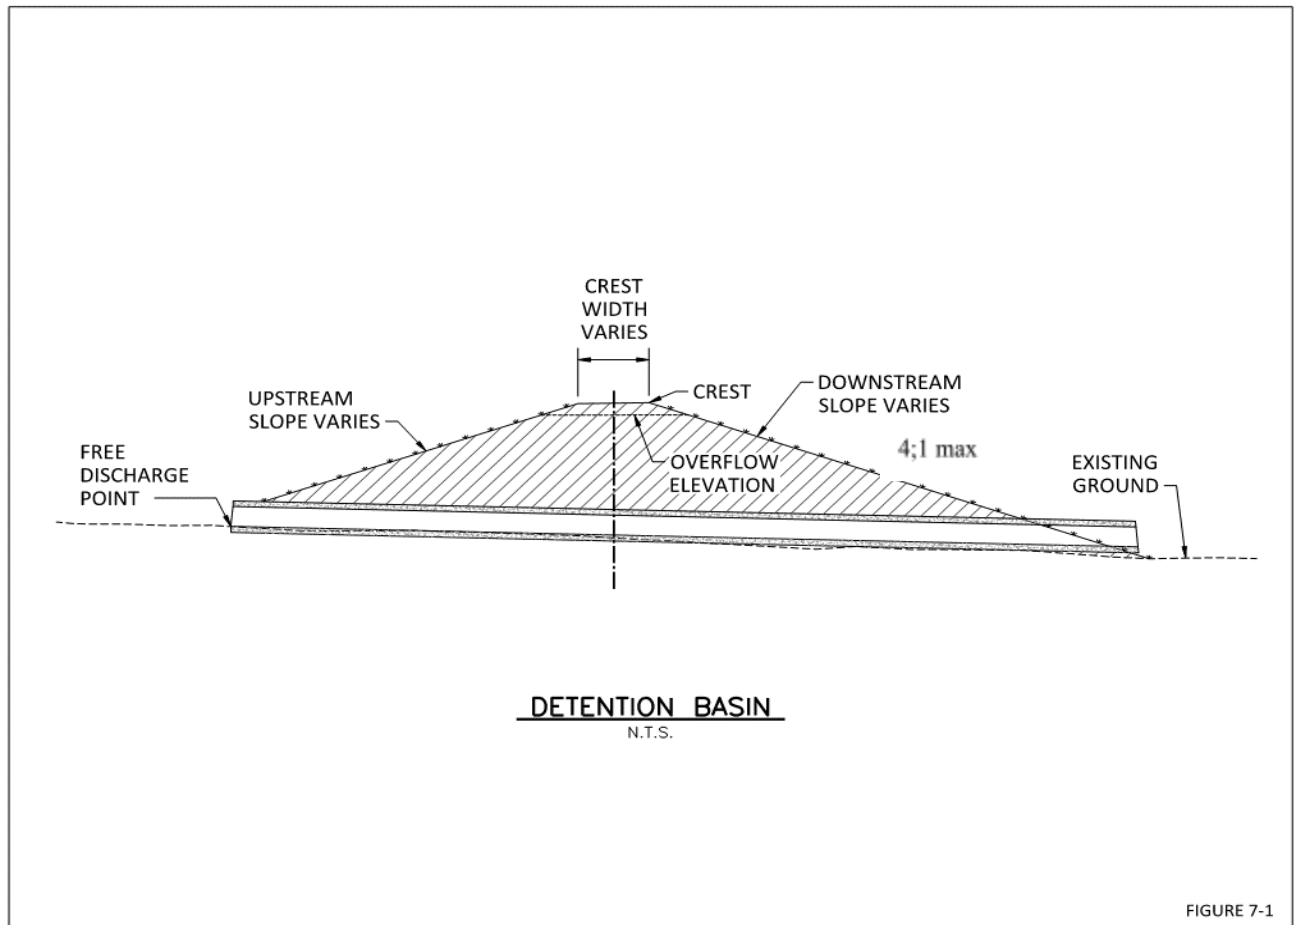 CREST
WIDTH
VARIES
UPSTREAM
SLOPE VARIES
CREST
DOWNSTREAM
SLOPE VARIES
4;1 max
FREE
DISCHARGE
POINT
OVERFLOW
ELEVATION
EXISTING
GROUND
DETENTION BASIN
N.T.S.
FIGURE 7-1